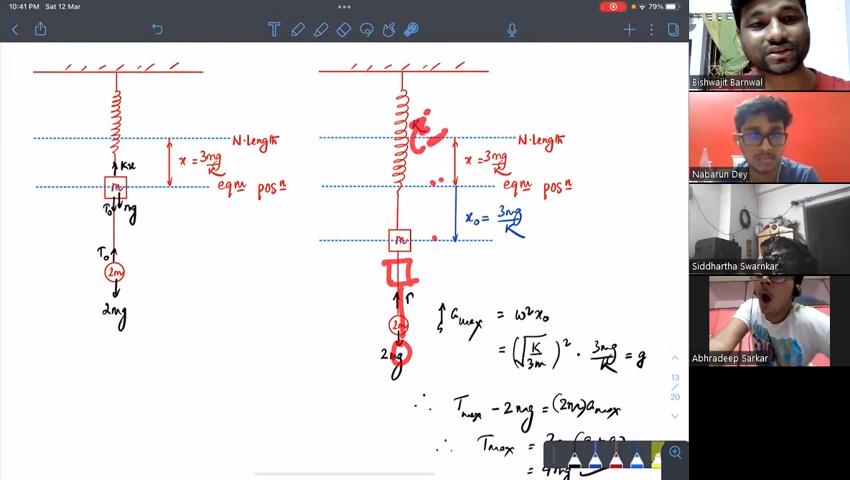 10:41 PM Sat 12 Mar
79%
N.length
x = 3mg/K
Kx
m
eqm posn
T₀
mg
T₀
2m
2mg
N.length
x = 3mg/K
eqm posn
x₀ = 3mg/K
m
T
2m
2mg
a max = ω²x₀
= (√K/3m)² · 3mg/K = g
∴ Tmax - 2mg = (2m)amax
∴ Tmax =
= 4mg
13
/
20
Bishwajit Barnwal
Nabarun Dey
Siddhartha Swarnkar
Abhradeep Sarkar